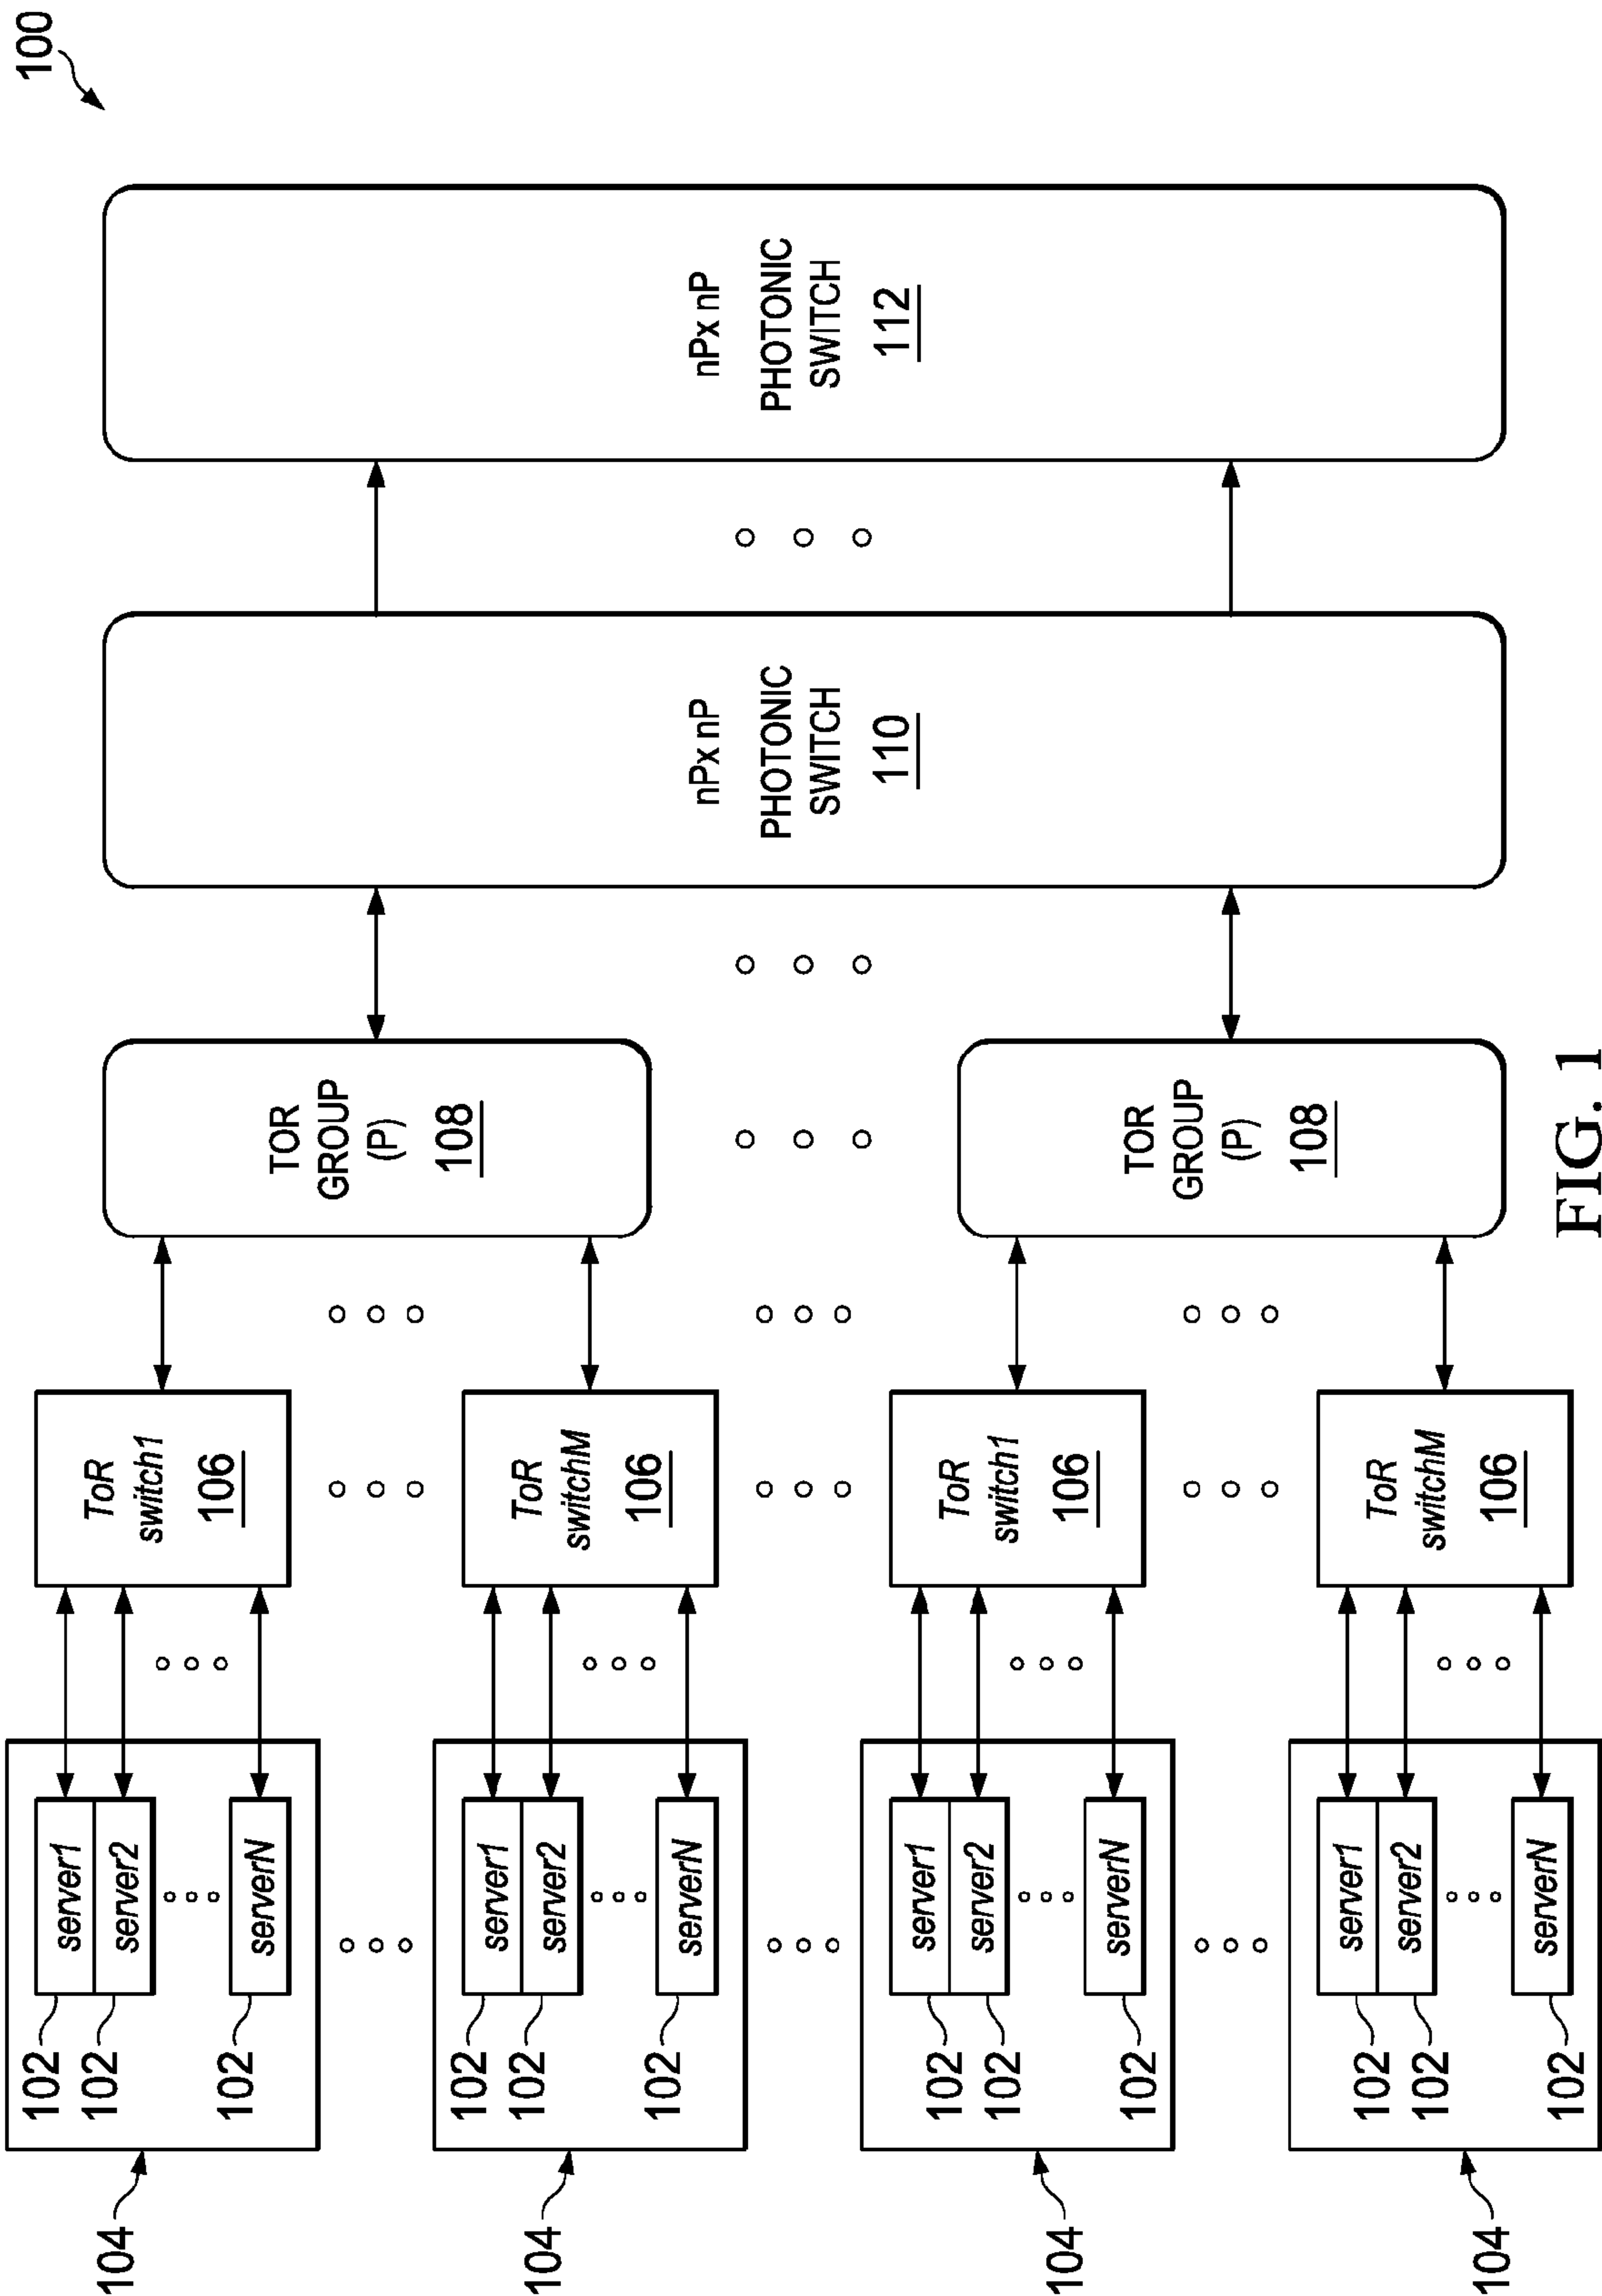 100
104
102
102
102
server1
server2
serverN
ToR
switch1
106
104
102
102
102
server1
server2
serverN
ToR
switchM
106
TOR
GROUP
(P)
108
104
102
102
102
server1
server2
serverN
ToR
switch1
106
104
102
102
102
server1
server2
serverN
ToR
switchM
106
TOR
GROUP
(P)
108
nPx nP
PHOTONIC
SWITCH
110
nPx nP
PHOTONIC
SWITCH
112
FIG. 1